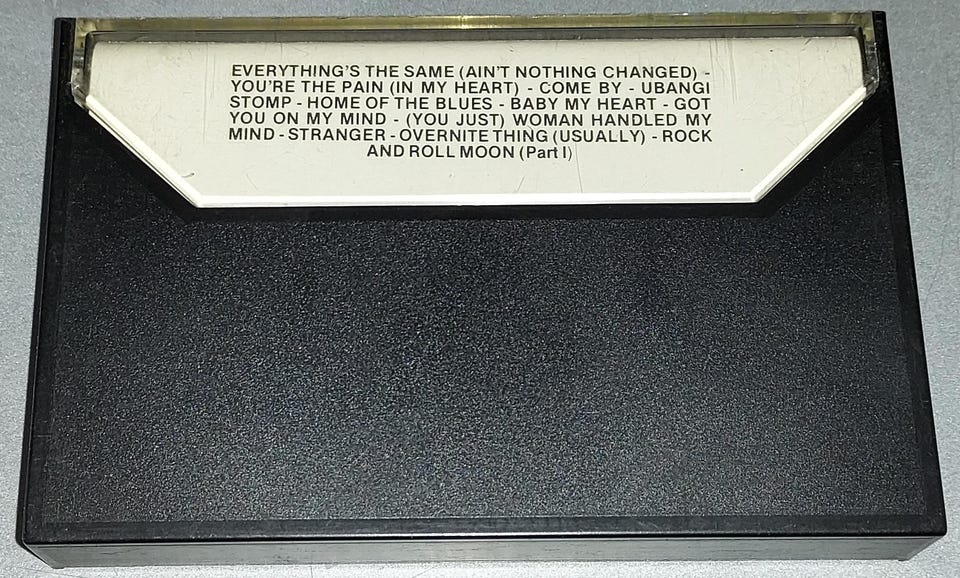 EVERYTHING'S THE SAME (AIN'T NOTHING CHANGED) -
YOU'RE THE PAIN (IN MY HEART) - COME BY - UBANGI
STOMP - HOME OF THE BLUES - BABY MY HEART - GOT
YOU ON MY MIND - (YOU JUST) WOMAN HANDLED MY
MIND - STRANGER - OVERNITE THING (USUALLY) - ROCK
AND ROLL MOON (Part I)